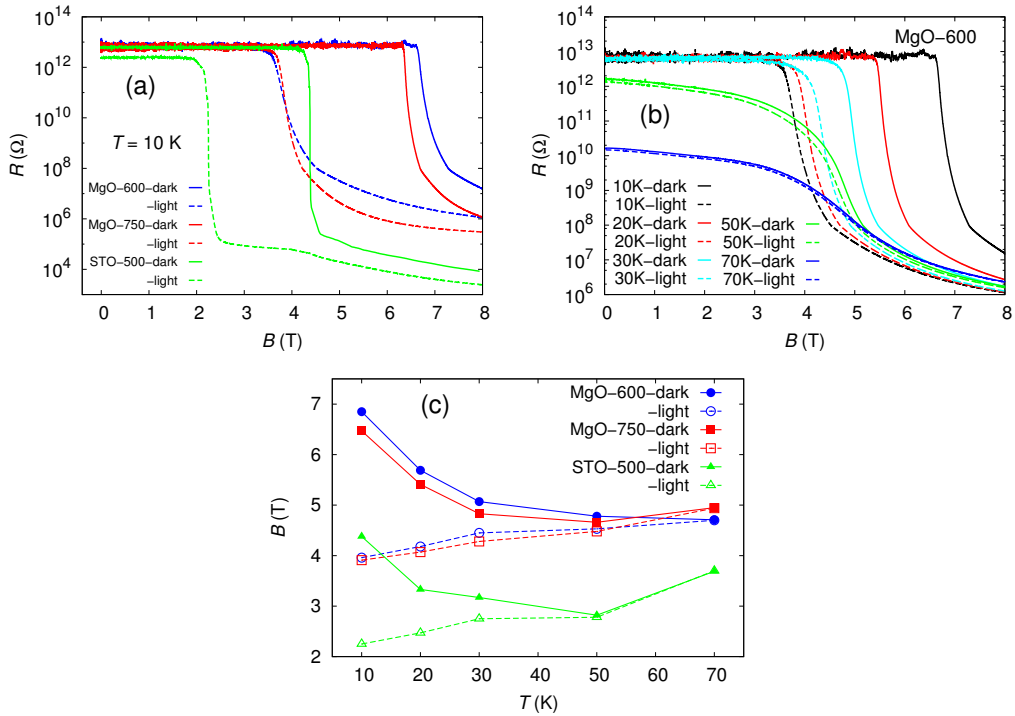 10^14
10^12
10^10
10^8
10^6
10^4
R (Ω)
(a)
T = 10 K
MgO−600−dark
−light
MgO−750−dark
−light
STO−500−dark
−light
0 1 2 3 4 5 6 7 8
B (T)
10^14
10^13
10^12
10^11
10^10
10^9
10^8
10^7
10^6
R (Ω)
MgO−600
(b)
10K−dark
10K−light
20K−dark 50K−dark
20K−light 50K−light
30K−dark 70K−dark
30K−light 70K−light
0 1 2 3 4 5 6 7 8
B (T)
7
6
5
4
3
2
B (T)
(c)
MgO−600−dark
−light
MgO−750−dark
−light
STO−500−dark
−light
10 20 30 40 50 60 70
T (K)